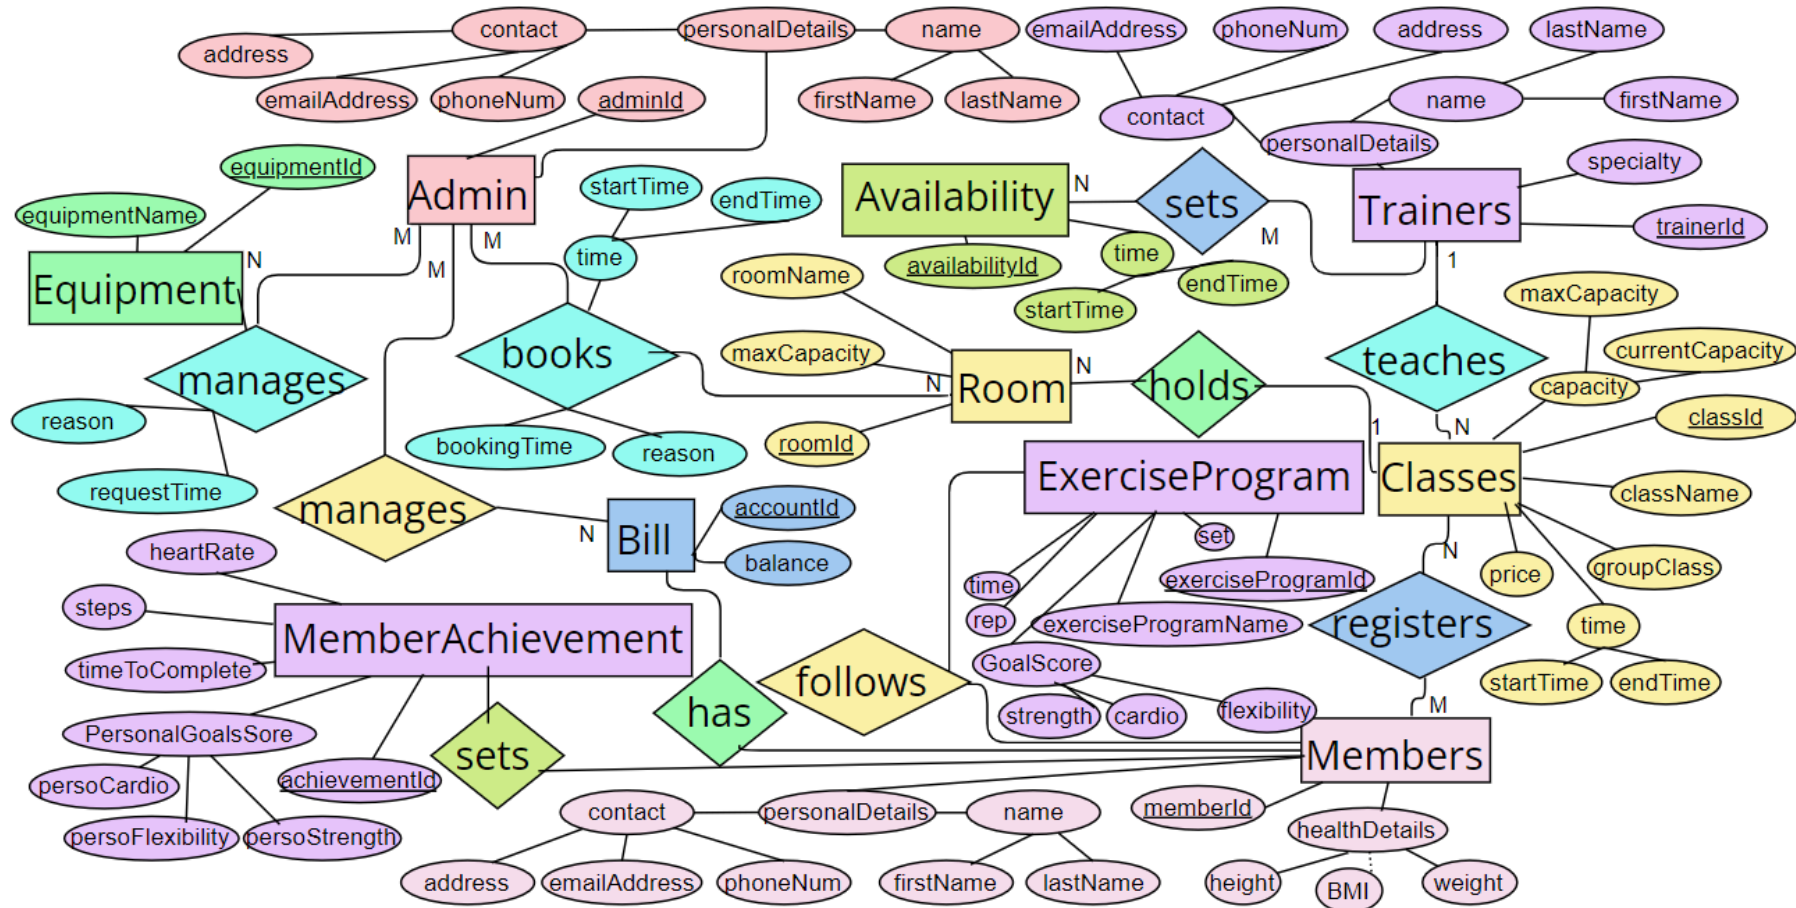 contact
personalDetails
name
emailAddress
phoneNum
address
lastName
address
emailAddress
phoneNum
adminId
firstName
lastName
contact
name
firstName
personalDetails
specialty
trainerId
equipmentId
equipmentName
Admin
startTime
endTime
time
Availability
N
sets
M
Trainers
1
availabilityId
time
startTime
endTime
Equipment
N
M
M
M
manages
reason
requestTime
books
bookingTime
reason
roomName
maxCapacity
roomId
N
Room
N
holds
1
teaches
N
maxCapacity
currentCapacity
capacity
classId
Classes
className
groupClass
price
time
startTime
endTime
manages
N
Bill
accountId
balance
ExerciseProgram
set
time
rep
exerciseProgramId
exerciseProgramName
GoalScore
strength
cardio
flexibility
N
registers
M
heartRate
steps
timeToComplete
MemberAchievement
PersonalGoalsSore
persoCardio
persoFlexibility
persoStrength
achievementId
sets
has
follows
Members
memberId
healthDetails
height
BMI
weight
contact
personalDetails
name
address
emailAddress
phoneNum
firstName
lastName